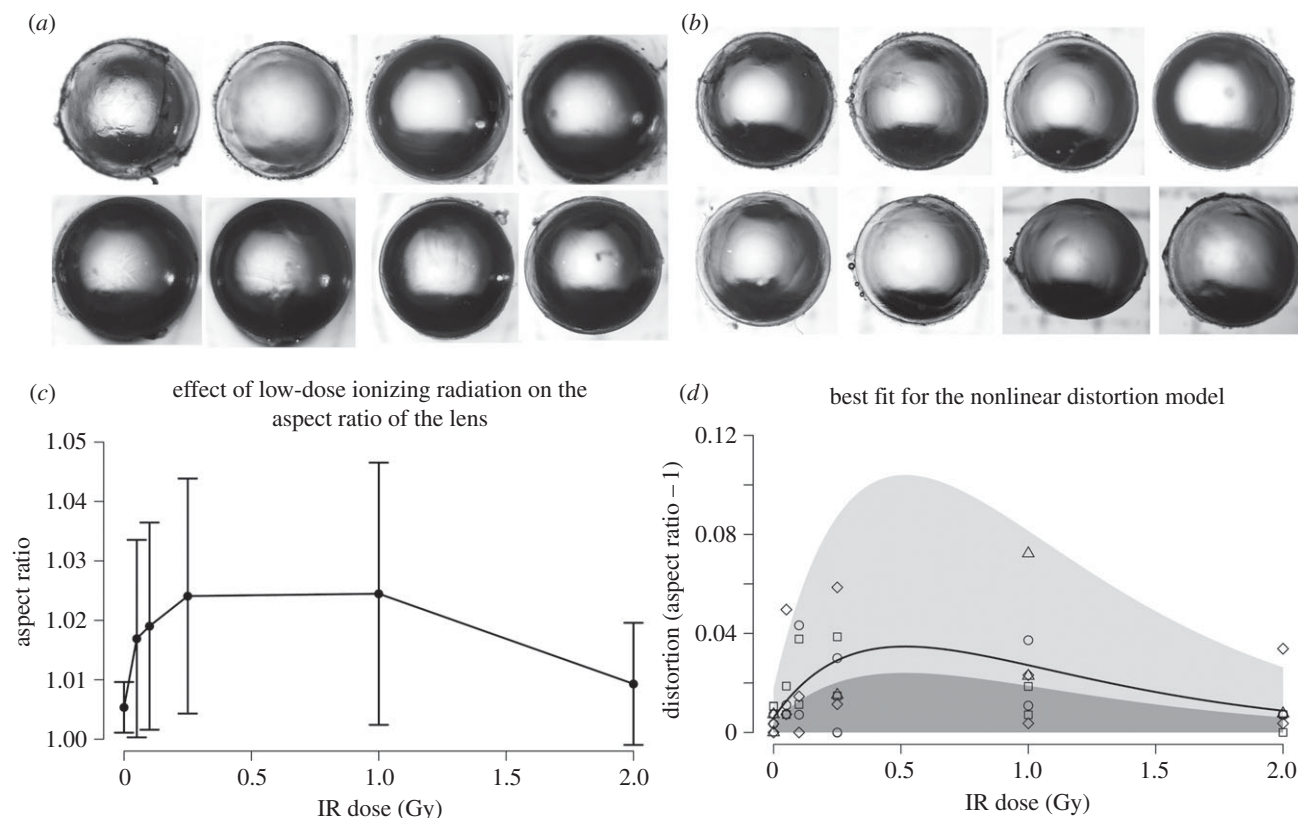 (a)
(b)
(c)
effect of low-dose ionizing radiation on the
aspect ratio of the lens
1.05
1.04
1.03
1.02
1.01
1.00
aspect ratio
0
0.5
1.0
1.5
2.0
IR dose (Gy)
(d)
best fit for the nonlinear distortion model
0.12
0.08
0.04
0
distortion (aspect ratio – 1)
0
0.5
1.0
1.5
2.0
IR dose (Gy)